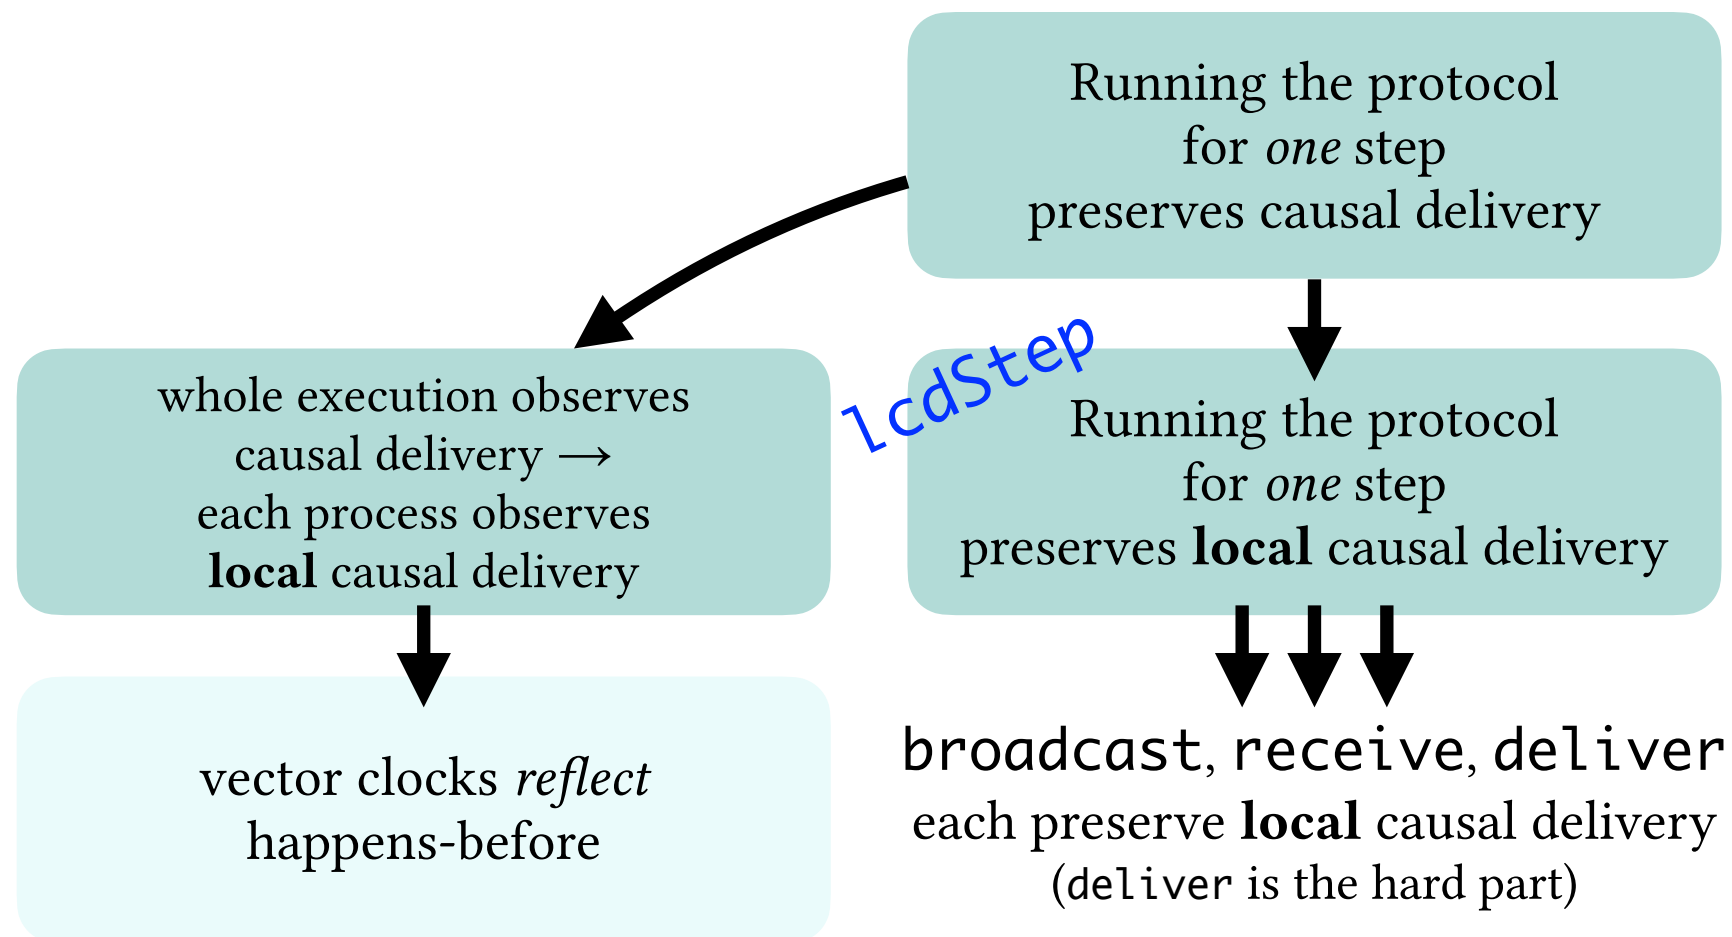 Running the protocol
for one step
preserves causal delivery
whole execution observes
causal delivery →
each process observes
local causal delivery
lcdStep
Running the protocol
for one step
preserves local causal delivery
vector clocks reflect
happens-before
broadcast, receive, deliver
each preserve local causal delivery
(deliver is the hard part)